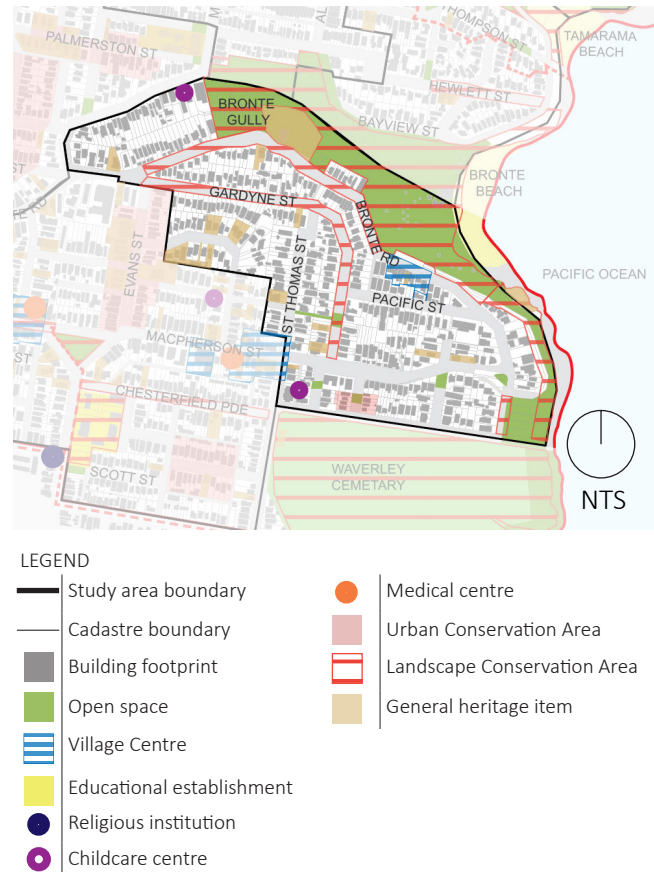 THOMPSON ST
TAMARAMA
BEACH
PALMERSTON ST
HEWLETT ST
BRONTE
GULLY
BAYVIEW ST
BRONTE
BEACH
GARDYNE ST
BRONTE RD
EVANS ST
ST THOMAS ST
PACIFIC OCEAN
PACIFIC ST
MACPHERSON ST
ST
CHESTERFIELD PDE
SCOTT ST
WAVERLEY
CEMETARY
NTS
LEGEND
Study area boundary
Cadastre boundary
Building footprint
Open space
Village Centre
Educational establishment
Religious institution
Childcare centre
Medical centre
Urban Conservation Area
Landscape Conservation Area
General heritage item